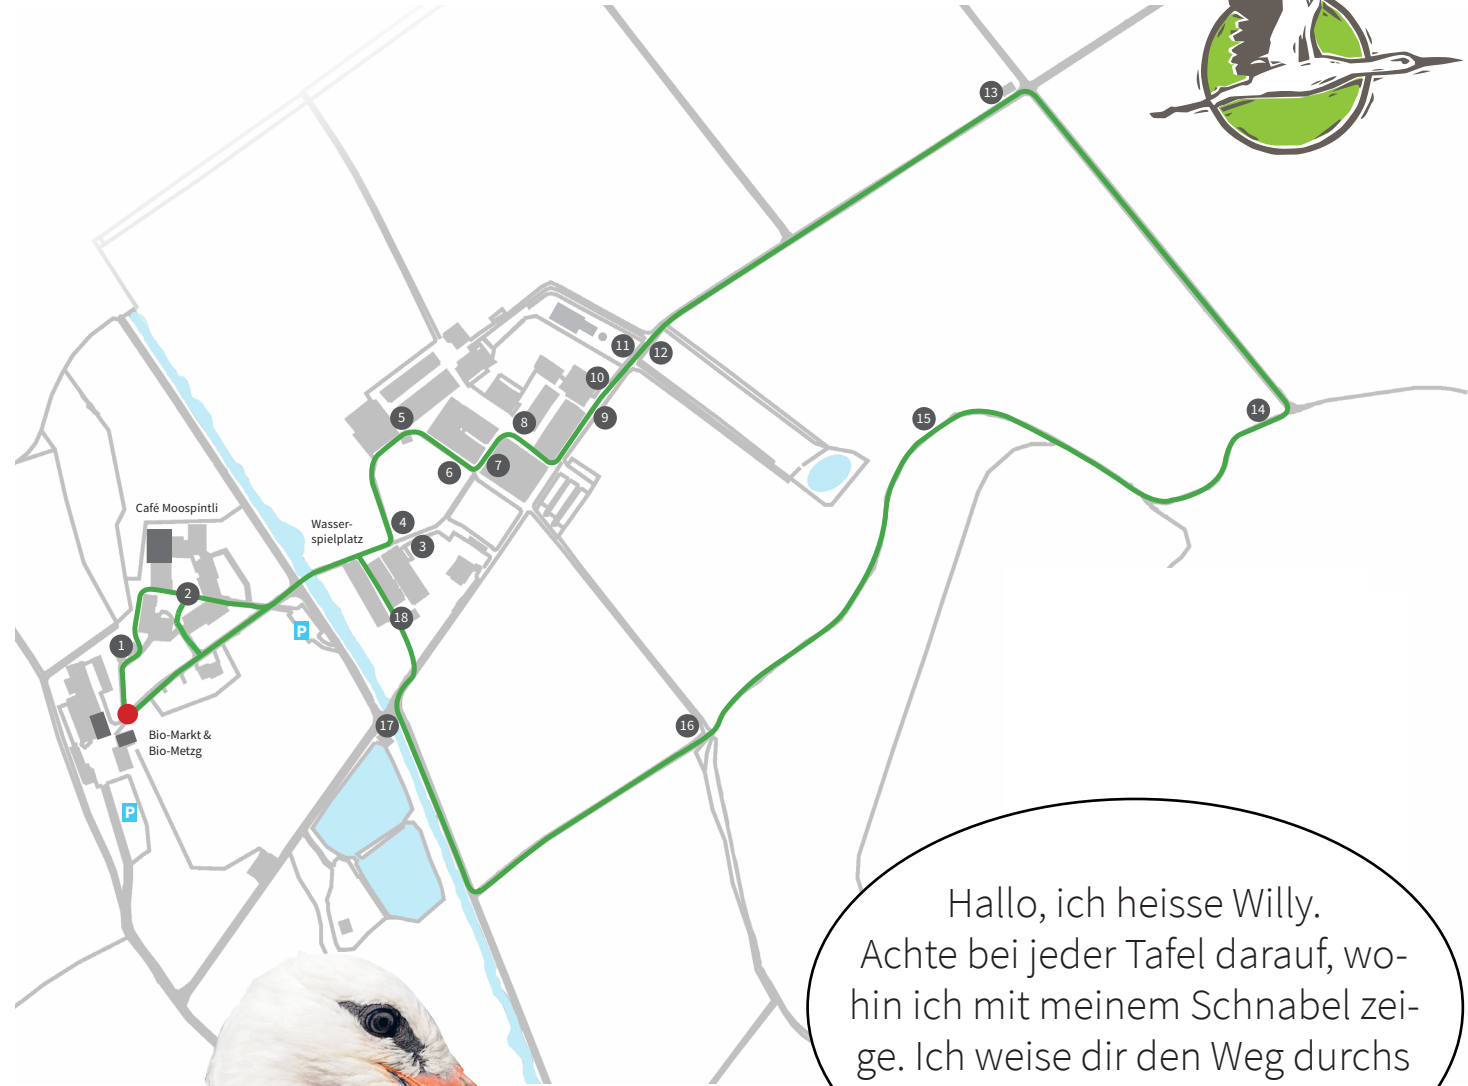 13
11
12
10
5
9
15
14
8
6
7
Café Moospintli
Wasser-
spielplatz
4
3
2
18
P
1
17
16
Bio-Markt &
Bio-Metzg
P
Hallo, ich heisse Willy.
Achte bei jeder Tafel darauf, wo-
hin ich mit meinem Schnabel zei-
ge. Ich weise dir den Weg durchs